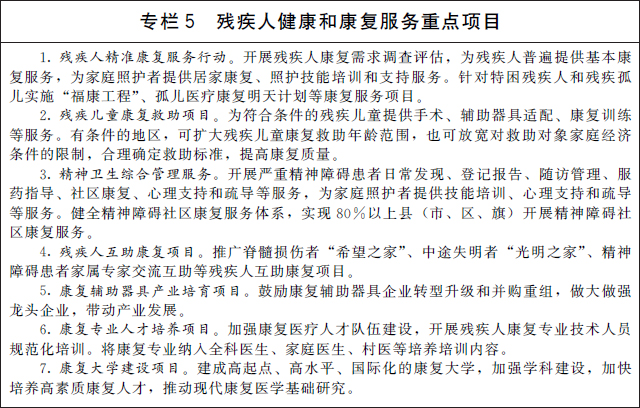 专栏5 残疾人健康和康复服务重点项目
1. 残疾人精准康复服务行动。开展残疾人康复需求调查评估，为残疾人普遍提供基本康
复服务，为家庭照护者提供居家康复、照护技能培训和支持服务。针对特困残疾人和残疾孤
儿实施“福康工程”、孤儿医疗康复明天计划等康复服务项目。
2. 残疾儿童康复救助项目。为符合条件的残疾儿童提供手术、辅助器具适配、康复训练
等服务。有条件的地区，可扩大残疾儿童康复救助年龄范围，也可放宽对救助对象家庭经济
条件的限制，合理确定救助标准，提高康复质量。
3. 精神卫生综合管理服务。开展严重精神障碍患者日常发现、登记报告、随访管理、服
药指导、社区康复、心理支持和疏导等服务，为家庭照护者提供技能培训、心理支持和疏导
等服务。健全精神障碍社区康复服务体系，实现80%以上县（市、区、旗）开展精神障碍社
区康复服务。
4. 残疾人互助康复项目。推广脊髓损伤者“希望之家”、中途失明者“光明之家”、精神
障碍患者家属专家交流互助等残疾人互助康复项目。
5. 康复辅助器具产业培育项目。鼓励康复辅助器具企业转型升级和并购重组，做大做强
龙头企业，带动产业发展。
6. 康复专业人才培养项目。加强康复医疗人才队伍建设，开展残疾人康复专业技术人员
规范化培训。将康复专业纳入全科医生、家庭医生、村医等培养培训内容。
7. 康复大学建设项目。建成高起点、高水平、国际化的康复大学，加强学科建设，加快
培养高素质康复人才，推动现代康复医学基础研究。